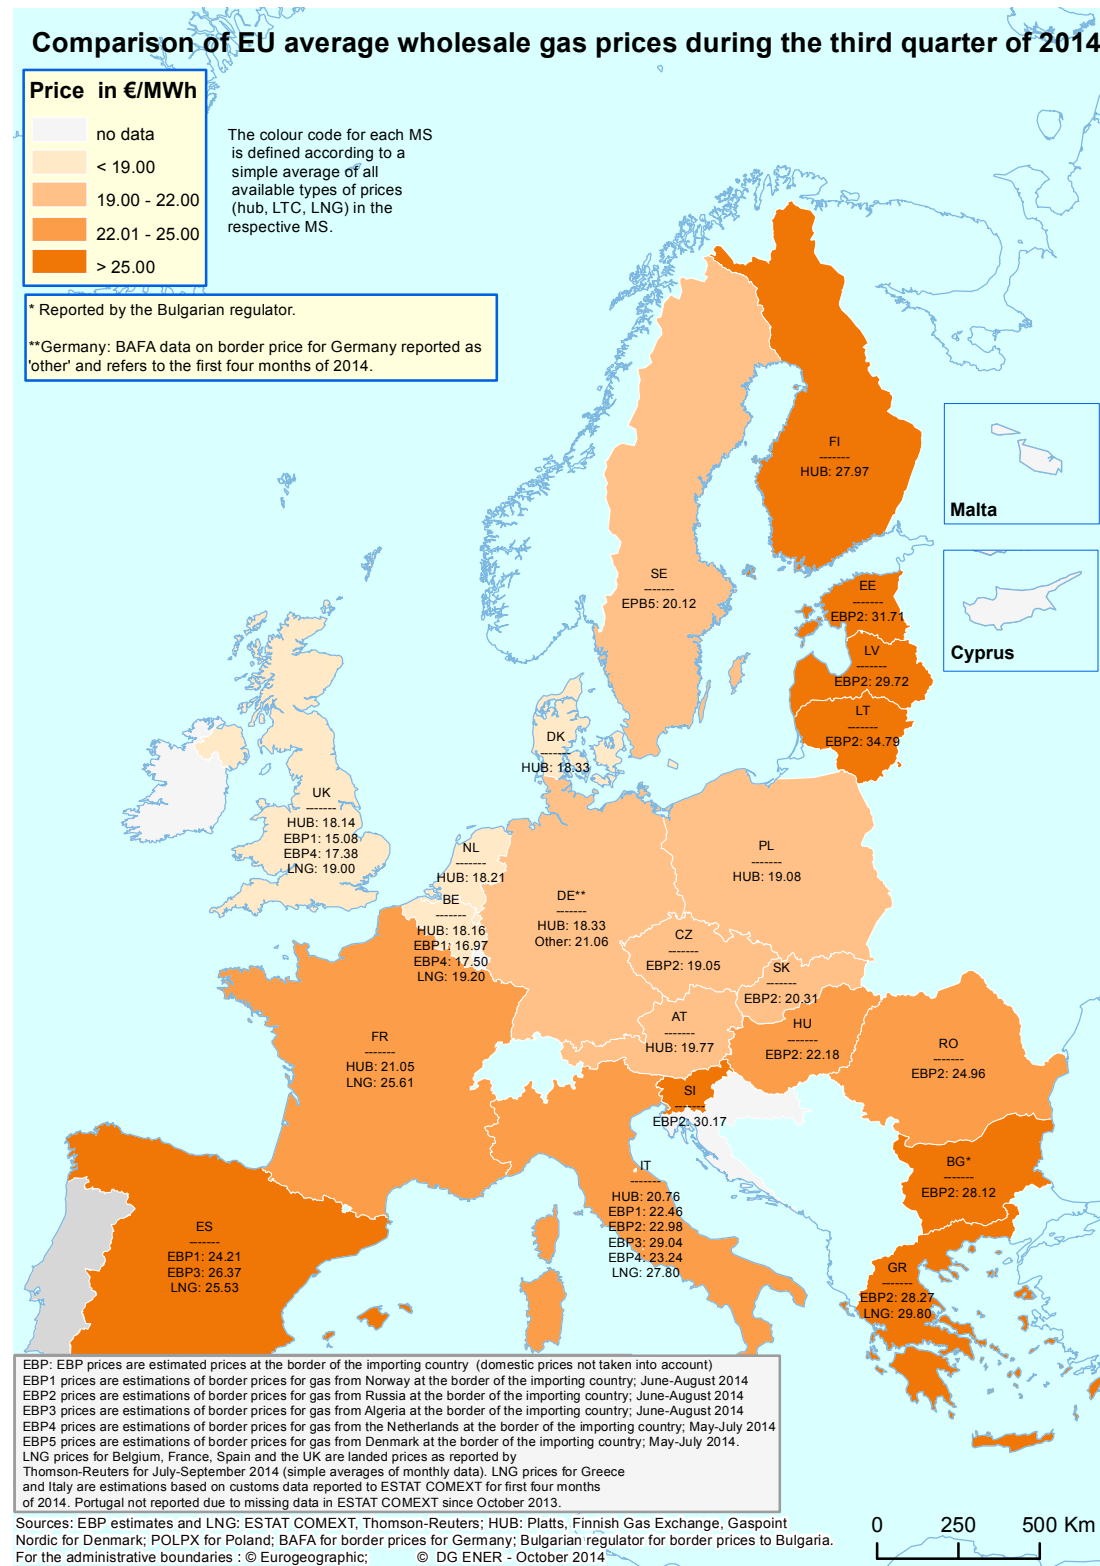 Comparison of EU average wholesale gas prices during the third quarter of 2014
Price in €/MWh
no data
< 19.00
19.00 - 22.00
22.01 - 25.00
> 25.00
The colour code for each MS
is defined according to a
simple average of all
available types of prices
(hub, LTC, LNG) in the
respective MS.
* Reported by the Bulgarian regulator.
**Germany: BAFA data on border price for Germany reported as
'other' and refers to the first four months of 2014.
FI
-------
HUB: 27.97
Malta
Cyprus
SE
-------
EPB5: 20.12
EE
-------
EBP2: 31.71
LV
-------
EBP2: 29.72
LT
-------
EBP2: 34.79
DK
-------
HUB: 18.33
UK
-------
HUB: 18.14
EBP1: 15.08
EBP4: 17.38
LNG: 19.00
NL
-------
HUB: 18.21
BE
-------
HUB: 18.16
EBP1: 16.97
EBP4: 17.50
LNG: 19.20
DE**
-------
HUB: 18.33
Other: 21.06
PL
-------
HUB: 19.08
CZ
-------
EBP2: 19.05
SK
-------
EBP2: 20.31
AT
-------
HUB: 19.77
HU
-------
EBP2: 22.18
RO
-------
EBP2: 24.96
FR
-------
HUB: 21.05
LNG: 25.61
SI
-------
EBP2: 30.17
IT
-------
HUB: 20.76
EBP1: 22.46
EBP2: 22.98
EBP3: 29.04
EBP4: 23.24
LNG: 27.80
BG*
-------
EBP2: 28.12
ES
-------
EBP1: 24.21
EBP3: 26.37
LNG: 25.53
GR
-------
EBP2: 28.27
LNG: 29.80
EBP: EBP prices are estimated prices at the border of the importing country (domestic prices not taken into account)
EBP1 prices are estimations of border prices for gas from Norway at the border of the importing country; June-August 2014
EBP2 prices are estimations of border prices for gas from Russia at the border of the importing country; June-August 2014
EBP3 prices are estimations of border prices for gas from Algeria at the border of the importing country; June-August 2014
EBP4 prices are estimations of border prices for gas from the Netherlands at the border of the importing country; May-July 2014
EBP5 prices are estimations of border prices for gas from Denmark at the border of the importing country; May-July 2014.
LNG prices for Belgium, France, Spain and the UK are landed prices as reported by
Thomson-Reuters for July-September 2014 (simple averages of monthly data). LNG prices for Greece
and Italy are estimations based on customs data reported to ESTAT COMEXT for first four months
of 2014. Portugal not reported due to missing data in ESTAT COMEXT since October 2013.
Sources: EBP estimates and LNG: ESTAT COMEXT, Thomson-Reuters; HUB: Platts, Finnish Gas Exchange, Gaspoint
Nordic for Denmark; POLPX for Poland; BAFA for border prices for Germany; Bulgarian regulator for border prices to Bulgaria.
For the administrative boundaries : © Eurogeographic; © DG ENER - October 2014
0 250 500 Km